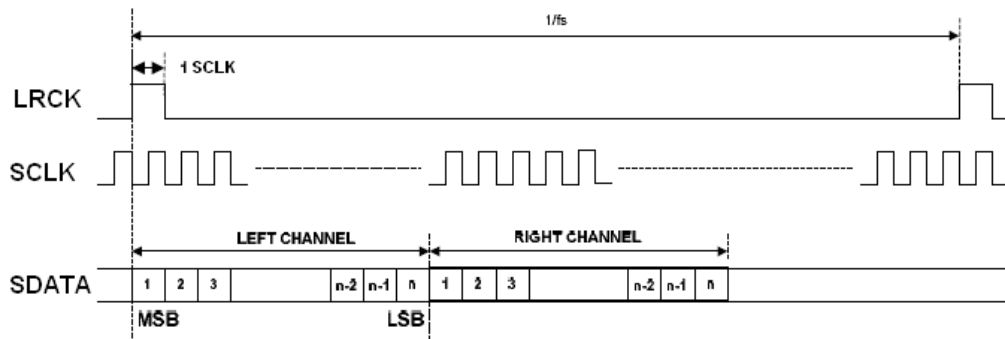 1/fs
1 SCLK
LRCK
SCLK
LEFT CHANNEL
RIGHT CHANNEL
SDATA
1 2 3 n-2 n-1 n 1 2 3 n-2 n-1 n
MSB LSB